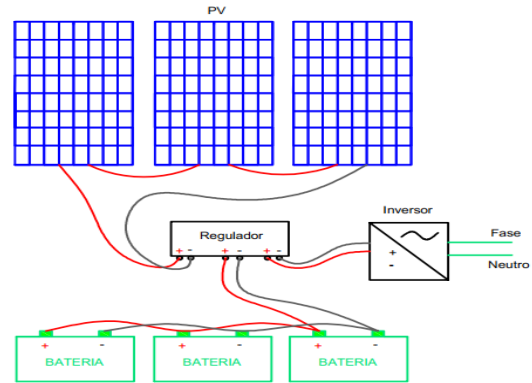 PV
Regulador
+ - + - + -
Inversor
+
-
Fase
Neutro
+ -
BATERIA
+ -
BATERIA
+ -
BATERIA